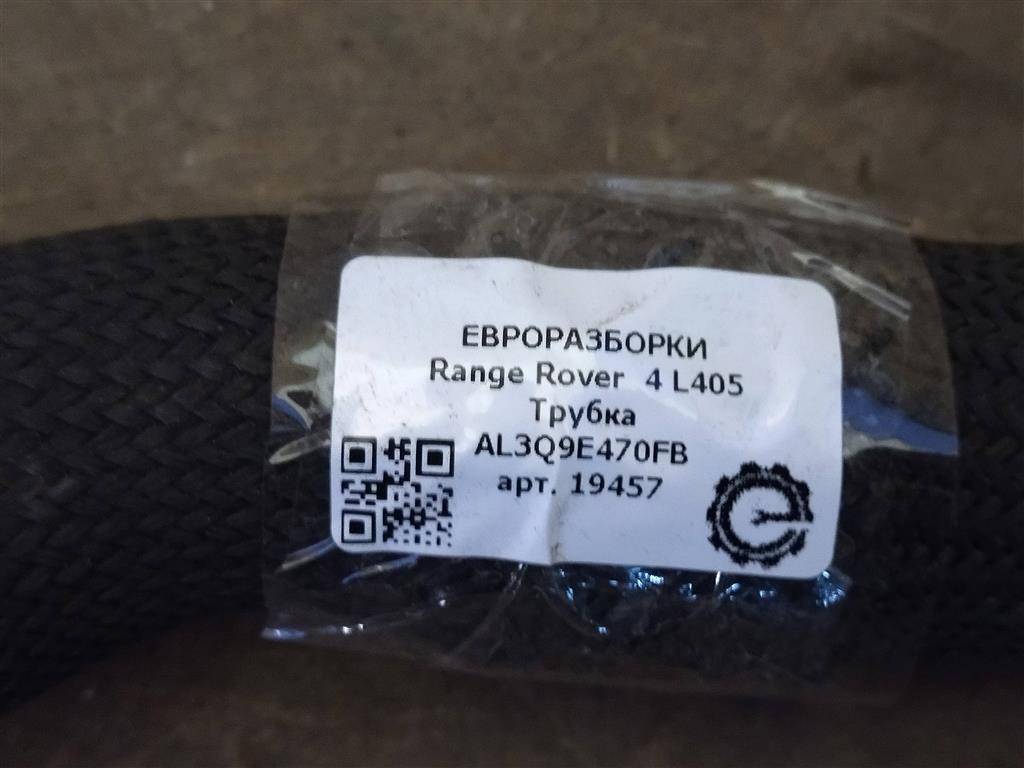 ЕВРОРАЗБОРКИ
Range Rover 4 L405
Трубка
AL3Q9E470FB
арт. 19457